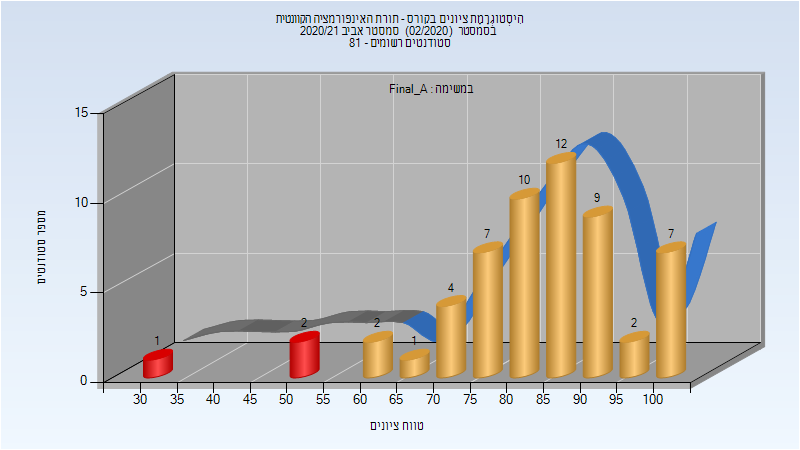 היסטוגרמת ציונים בקורס - תורת האינפורמציה הקוונטית
בסמסטר (02/2020) סמסטר אביב 2020/21
סטודנטים רשומים - 81
במשימה : Final_A
מספר סטודנטים
15
10
5
0
1
2
2
1
4
7
10
12
9
2
7
30 35 40 45 50 55 60 65 70 75 80 85 90 95 100
טווח ציונים